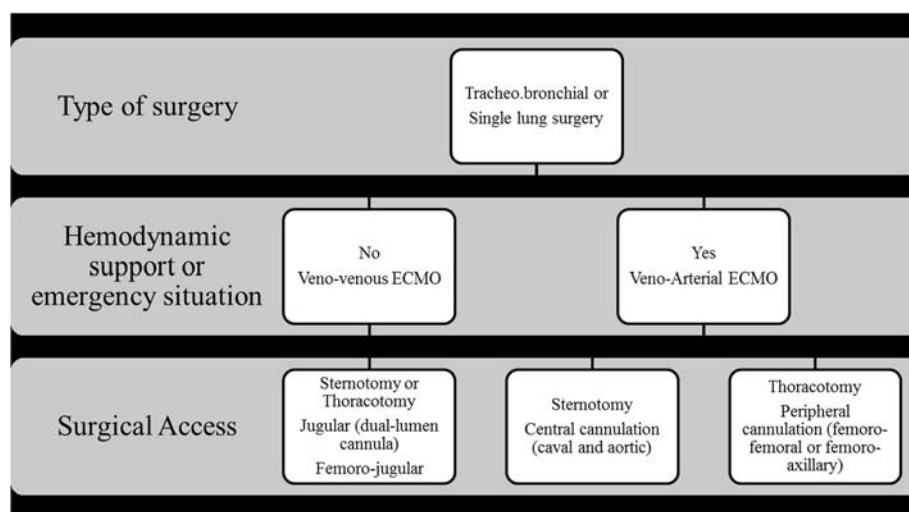 Type of surgery
Tracheo.bronchial or
Single lung surgery
Hemodynamic
support or
emergency situation
No
Veno-venous ECMO
Yes
Veno-Arterial ECMO
Surgical Access
Sternotomy or
Thoracotomy
Jugular (dual-lumen
cannula)
Femoro-jugular
Sternotomy
Central cannulation
(caval and aortic)
Thoracotomy
Peripheral
cannulation (femoro-
femoral or femoro-
axillary)